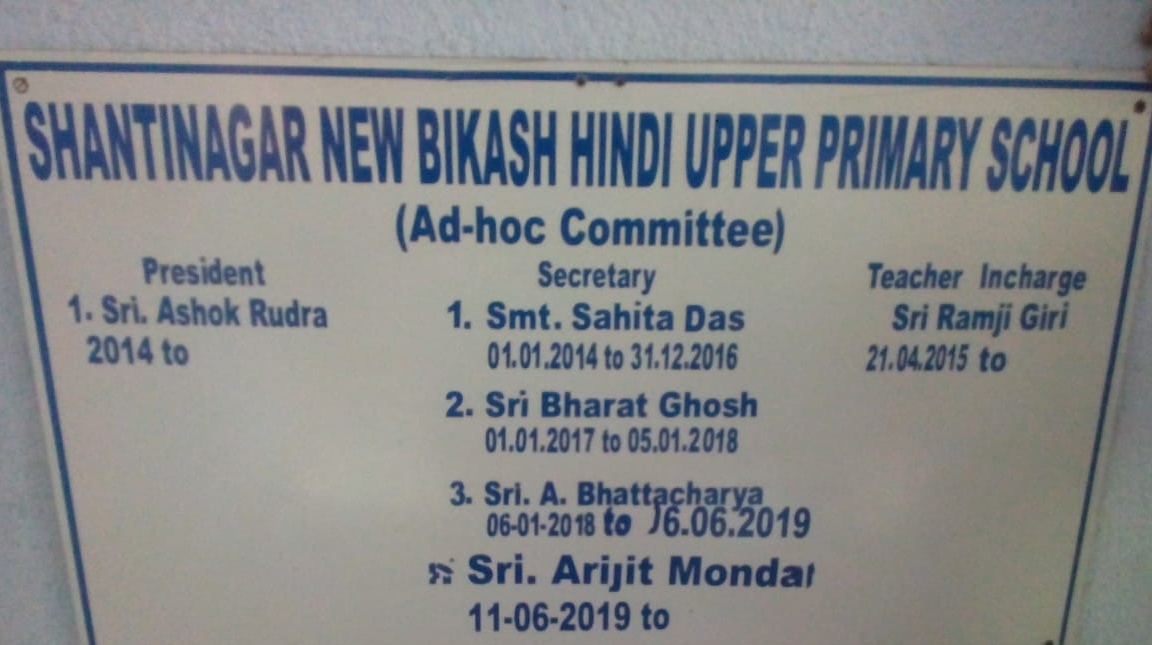 SHANTINAGAR NEW BIKASH HINDI UPPER PRIMARY SCHOOL
(Ad-hoc Committee)
President
1. Sri. Ashok Rudra
2014 to
Secretary
1. Smt. Sahita Das
01.01.2014 to 31.12.2016
2. Sri Bharat Ghosh
01.01.2017 to 05.01.2018
3. Sri. A. Bhattacharya
06-01-2018 to
Sri. Arijit Mondal
11-06-2019 to
Teacher Incharge
Sri Ramji Giri
21.04.2015 to